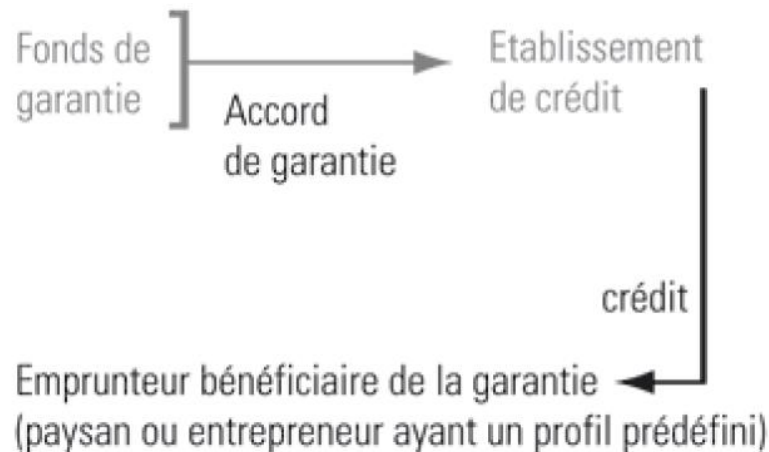 Fonds de
garantie
Accord
de garantie
Etablissement
de crédit
crédit
Emprunteur bénéficiaire de la garantie
(paysan ou entrepreneur ayant un profil prédéfini)